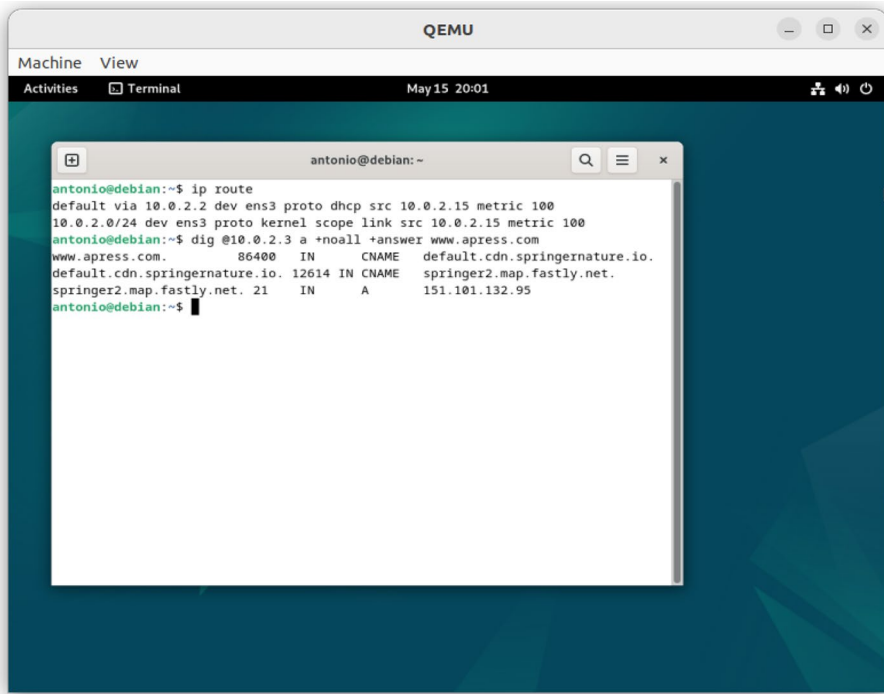 QEMU
Machine View
Activities Terminal May 15 20:01
antonio@debian: ~
antonio@debian:~$ ip route
default via 10.0.2.2 dev ens3 proto dhcp src 10.0.2.15 metric 100
10.0.2.0/24 dev ens3 proto kernel scope link src 10.0.2.15 metric 100
antonio@debian:~$ dig @10.0.2.3 a +noall +answer www.apress.com
www.apress.com. 86400 IN CNAME default.cdn.springernature.io.
default.cdn.springernature.io. 12614 IN CNAME springer2.map.fastly.net.
springer2.map.fastly.net. 21 IN A 151.101.132.95
antonio@debian:~$